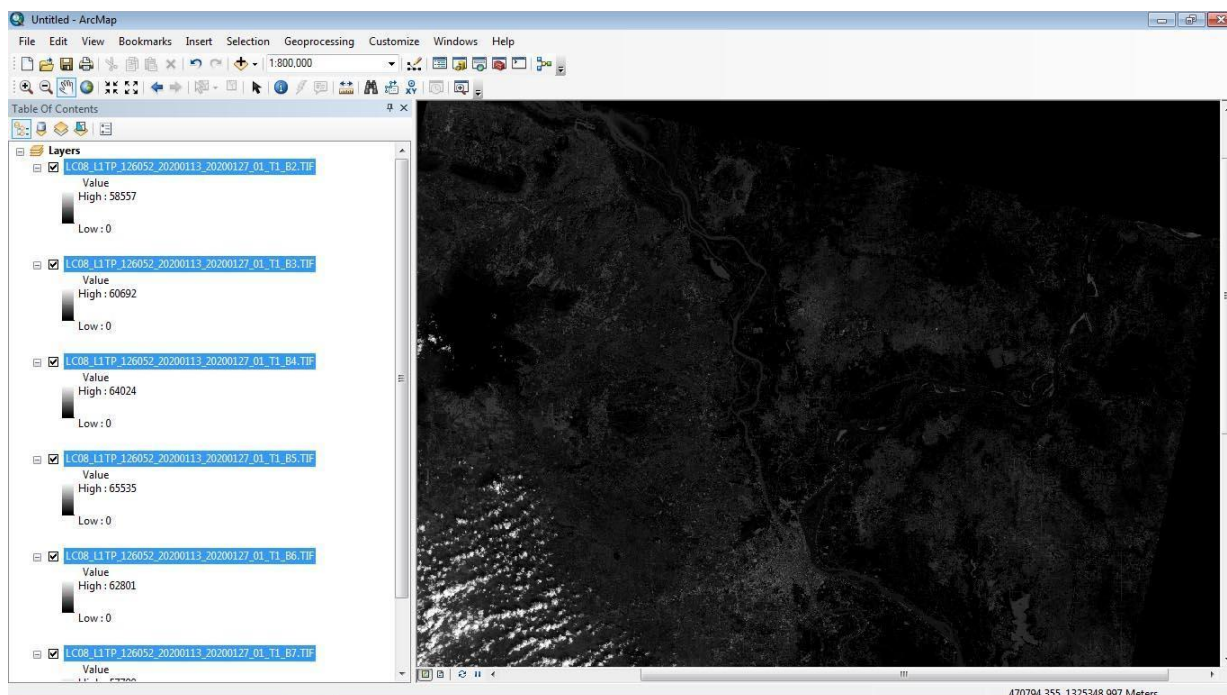 Untitled - ArcMap
File Edit View Bookmarks Insert Selection Geoprocessing Customize Windows Help
1:800,000
Table Of Contents
Layers
LC08_L1TP_126052_20200113_20200127_01_T1_B2.TIF
Value
High : 58557
Low : 0
LC08_L1TP_126052_20200113_20200127_01_T1_B3.TIF
Value
High : 60692
Low : 0
LC08_L1TP_126052_20200113_20200127_01_T1_B4.TIF
Value
High : 64024
Low : 0
LC08_L1TP_126052_20200113_20200127_01_T1_B5.TIF
Value
High : 65535
Low : 0
LC08_L1TP_126052_20200113_20200127_01_T1_B6.TIF
Value
High : 62801
Low : 0
LC08_L1TP_126052_20200113_20200127_01_T1_B7.TIF
Value
470794.355 1325348.997 Meters